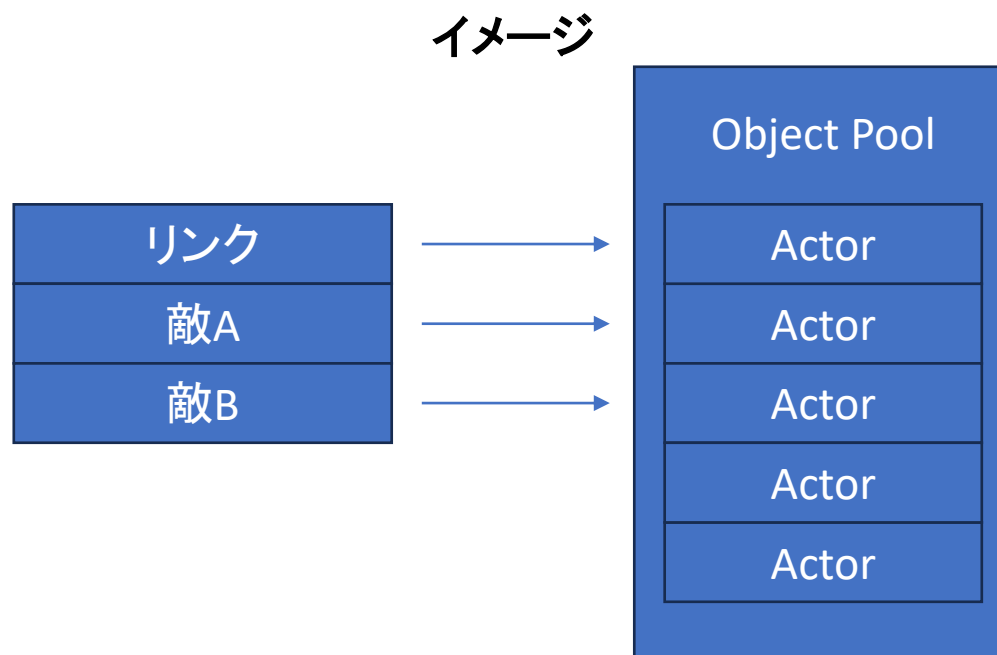 イメージ
Object Pool
リンク
敵A
敵B
Actor
Actor
Actor
Actor
Actor